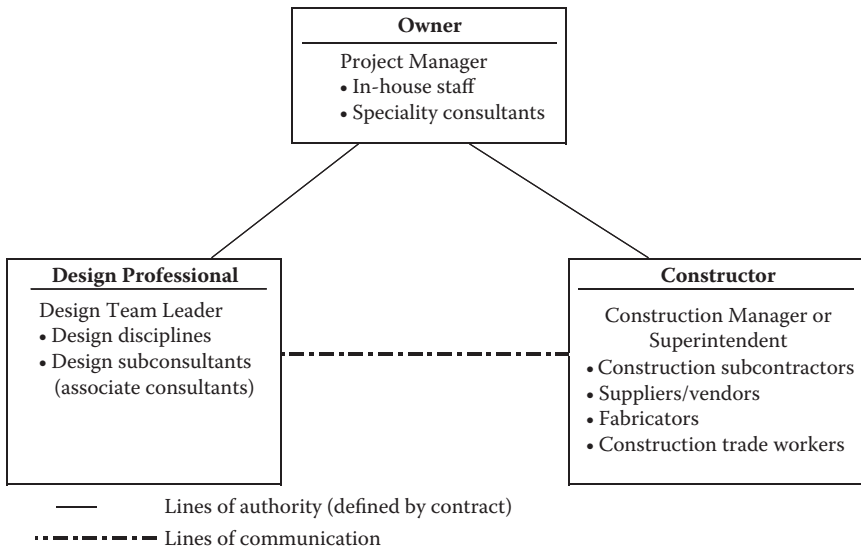 Owner
Project Manager
• In-house staff
• Speciality consultants
Design Professional
Design Team Leader
• Design disciplines
• Design subconsultants
(associate consultants)
Constructor
Construction Manager or
Superintendent
• Construction subcontractors
• Suppliers/vendors
• Fabricators
• Construction trade workers
Lines of authority (defined by contract)
Lines of communication